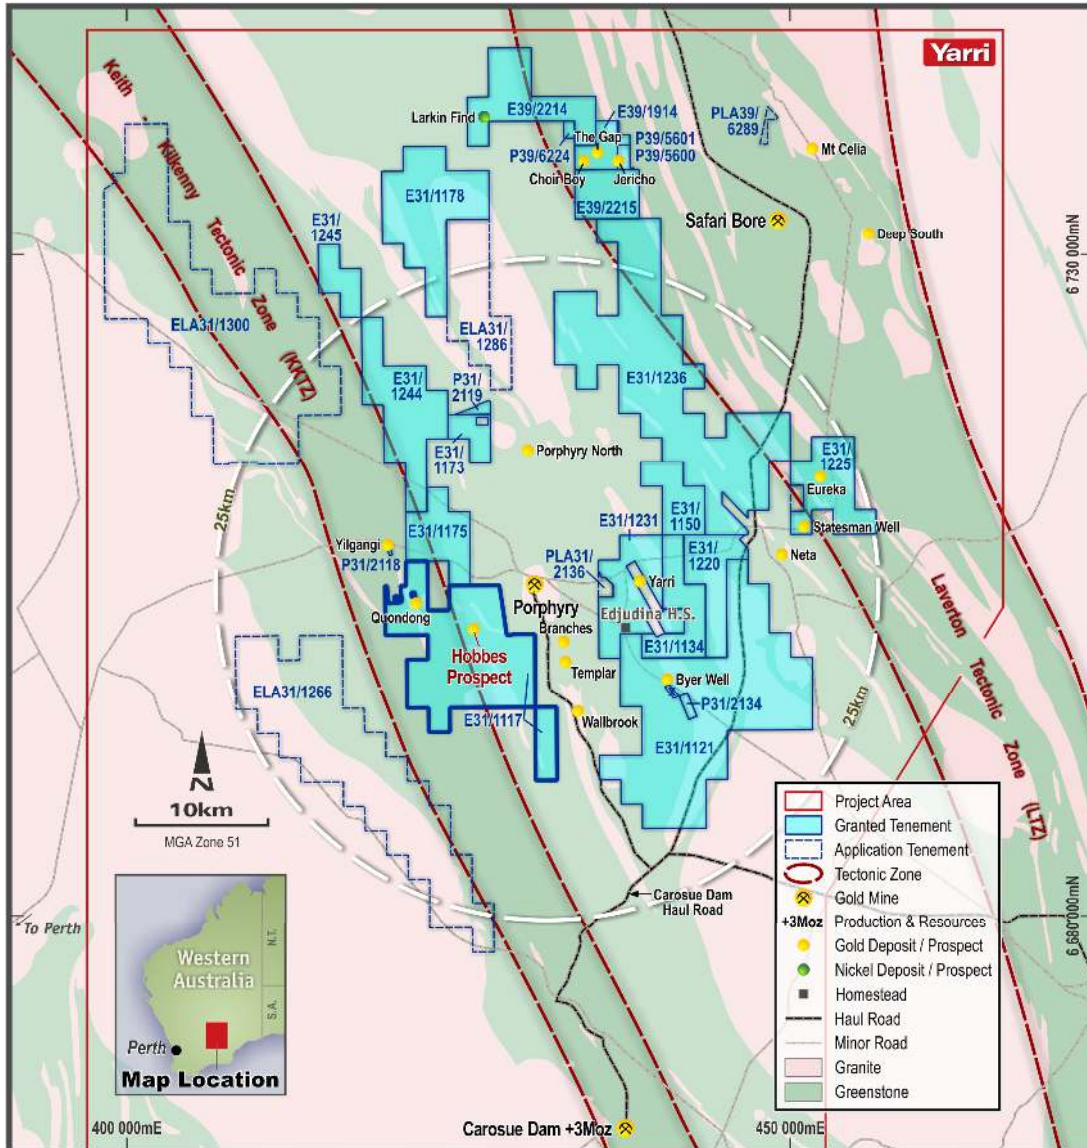 Yarri
Keith
Kilkenny
Tectonic
Zone
(KKTZ)
Larkin Find
E39/2214
E39/1914
The Gap
P39/5601
P39/6224
P39/5600
Choir Boy
Jericho
E39/2215
PLA39/
6289
Mt Celia
Safari Bore
Deep South
E31/1178
E31/
1245
6 730 000mN
ELA31/1300
ELA31/
1286
E31/
1244
P31/
2119
E31/1236
E31/
1173
Porphyry North
E31/
1225
Eureka
25km
E31/1175
E31/1231
E31/
1150
Statesman Well
Yilgangi
P31/2118
PLA31/
2136
E31/
1220
Neta
Yarri
Quondong
Porphyry
Edjudina H.S.
Branches
Hobbes
Prospect
E31/1134
Templar
Byer Well
ELA31/1266
P31/2134
25km
E31/1117
Wallbrook
E31/1121
Laverton
Tectonic
Zone
(LTZ)
N
10km
MGA Zone 51
Project Area
Granted Tenement
Application Tenement
Tectonic Zone
Gold Mine
+3Moz Production & Resources
Gold Deposit / Prospect
Nickel Deposit / Prospect
Homestead
Haul Road
Minor Road
Granite
Greenstone
Carosue Dam
Haul Road
To Perth
6 680 000mN
Western
Australia
N.T.
S.A.
Perth
Map Location
400 000mE
Carosue Dam +3Moz
450 000mE